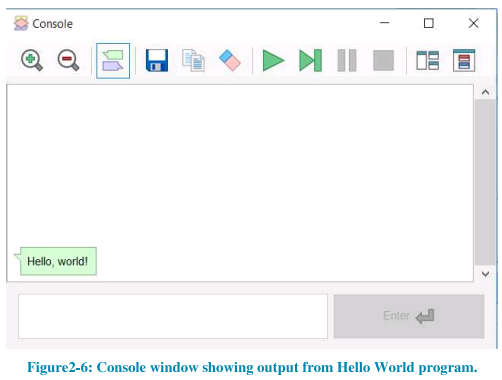 Console
Hello, world!
Enter
Figure2-6: Console window showing output from Hello World program.